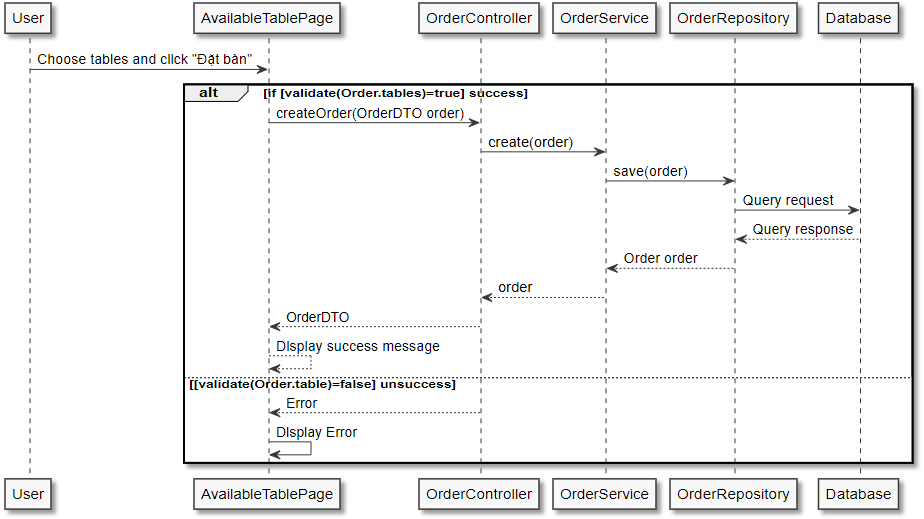 User AvailableTablePage OrderController OrderService OrderRepository Database
Choose tables and clIck "Đặt bàn"
alt [if [validate(Order.tables)=true] success]
createOrder(OrderDTO order)
create(order)
save(order)
Query request
Query response
Order order
order
OrderDTO
DIsplay success message
[[validate(Order.table)=false] unsuccess]
Error
DIsplay Error
User AvailableTablePage OrderController OrderService OrderRepository Database